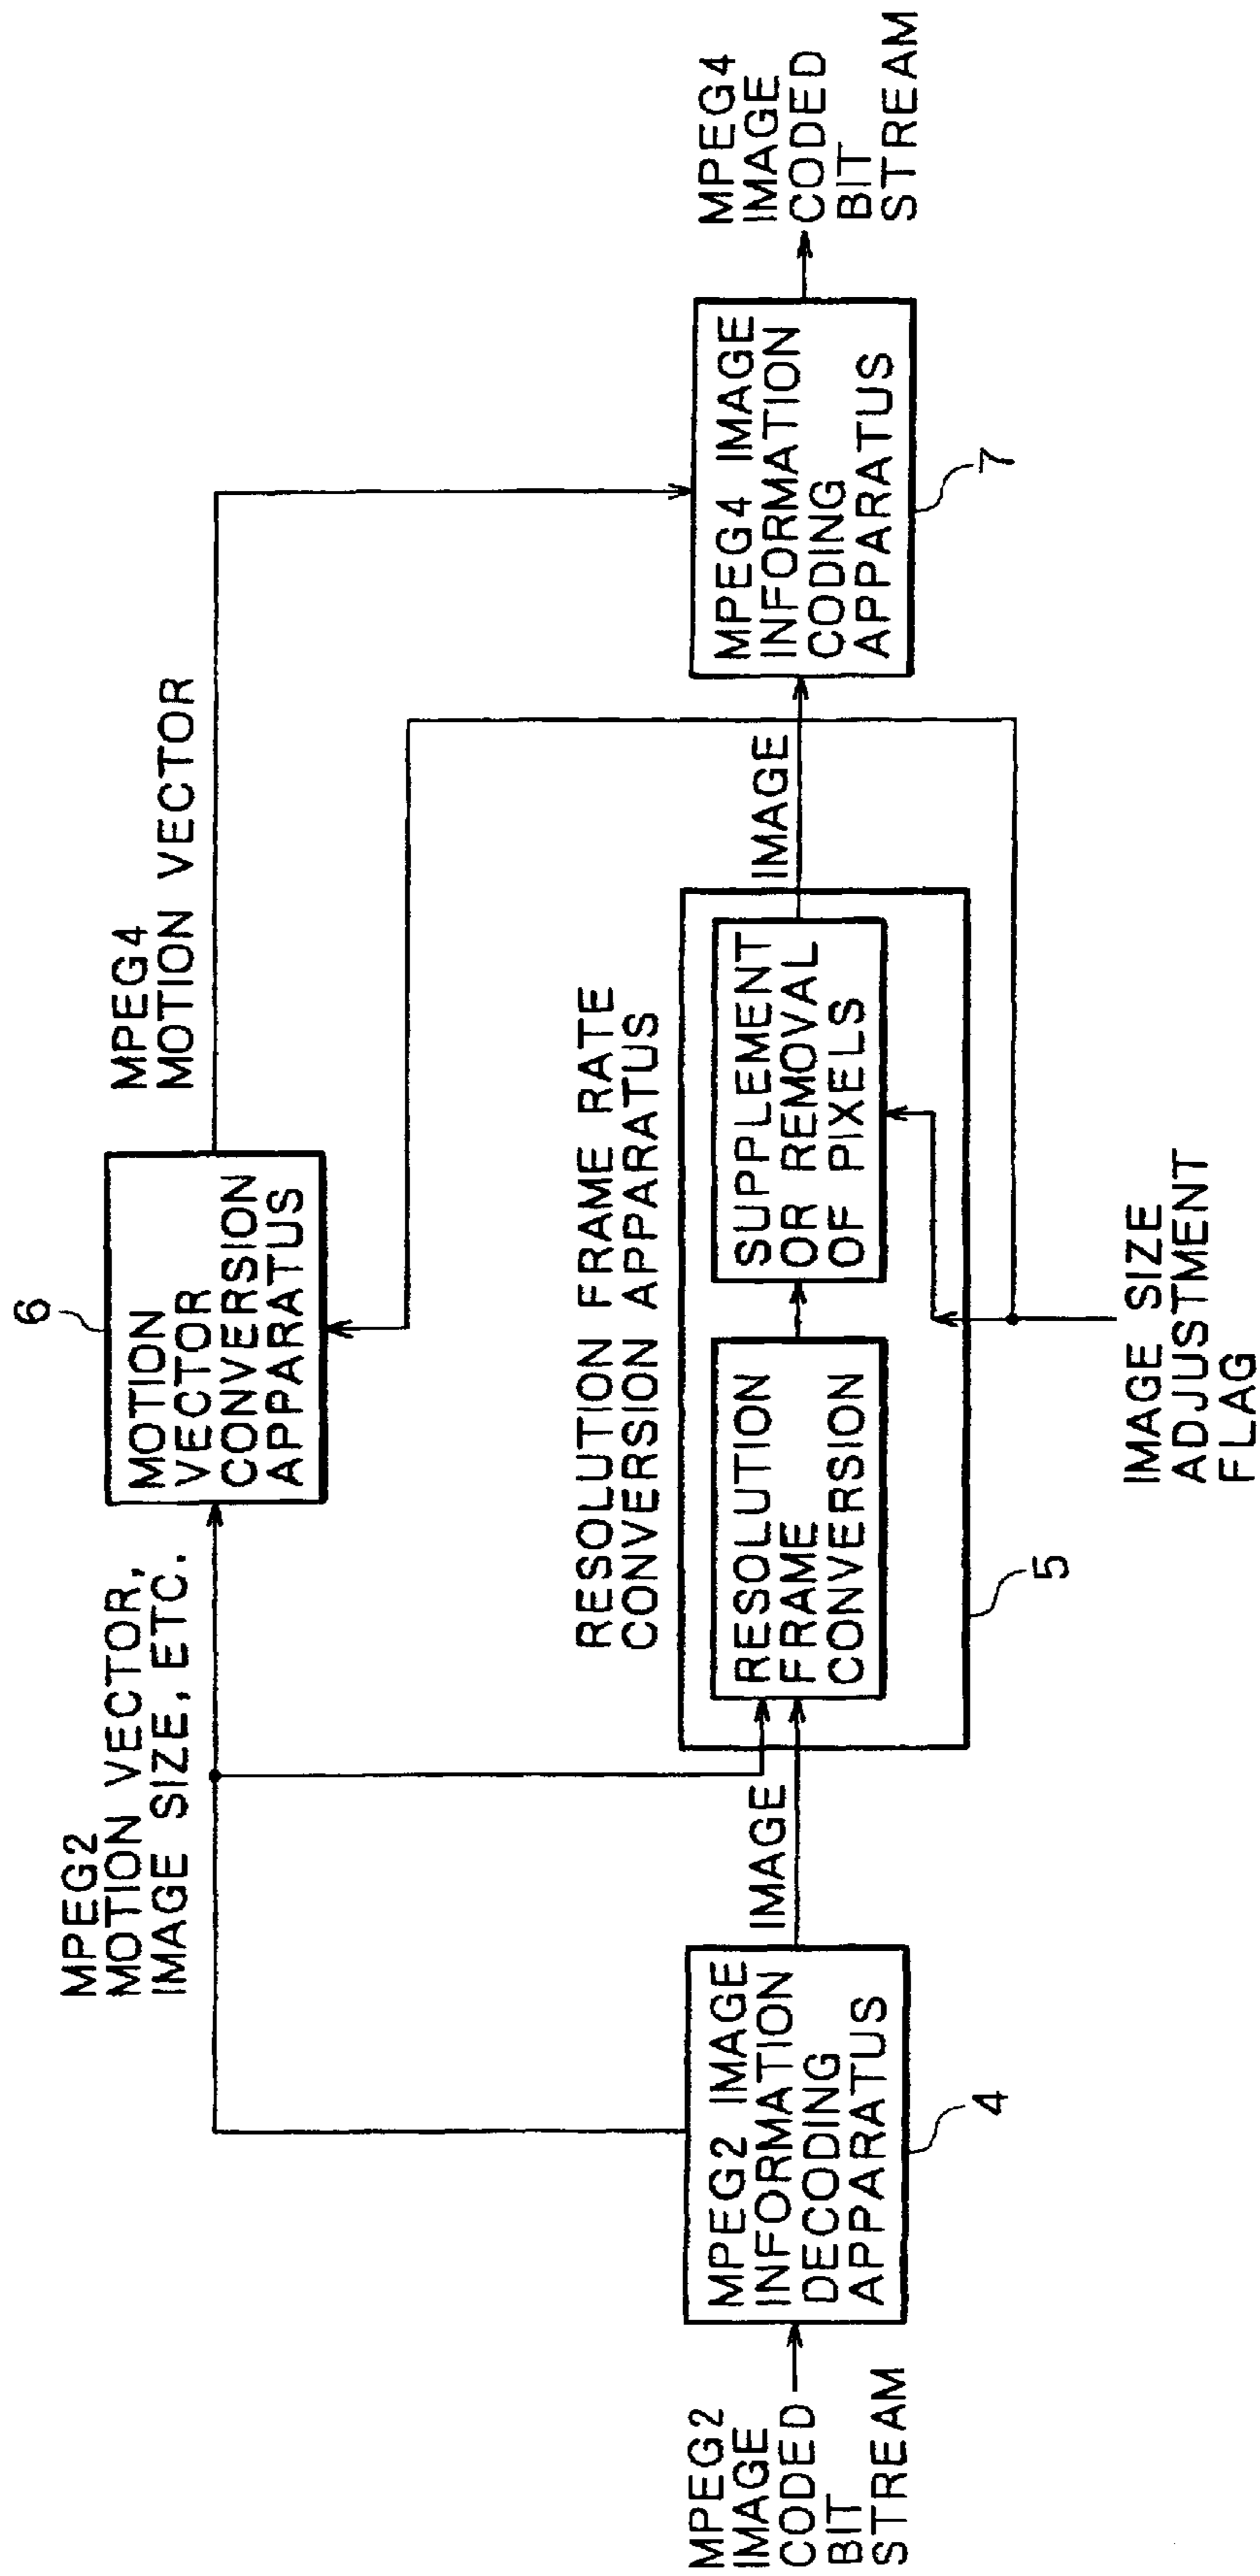 MPEG2
IMAGE
CODED
BIT
STREAM
MPEG2 IMAGE
INFORMATION
DECODING
APPARATUS
4
MPEG2
MOTION VECTOR,
IMAGE SIZE, ETC.
IMAGE
6
MOTION
VECTOR
CONVERSION
APPARATUS
RESOLUTION FRAME RATE
CONVERSION APPARATUS
RESOLUTION
FRAME
CONVERSION
SUPPLEMENT
OR REMOVAL
OF PIXELS
5
IMAGE SIZE
ADJUSTMENT
FLAG
MPEG4
MOTION VECTOR
IMAGE
MPEG4 IMAGE
INFORMATION
CODING
APPARATUS
7
MPEG4
IMAGE
CODED
BIT
STREAM